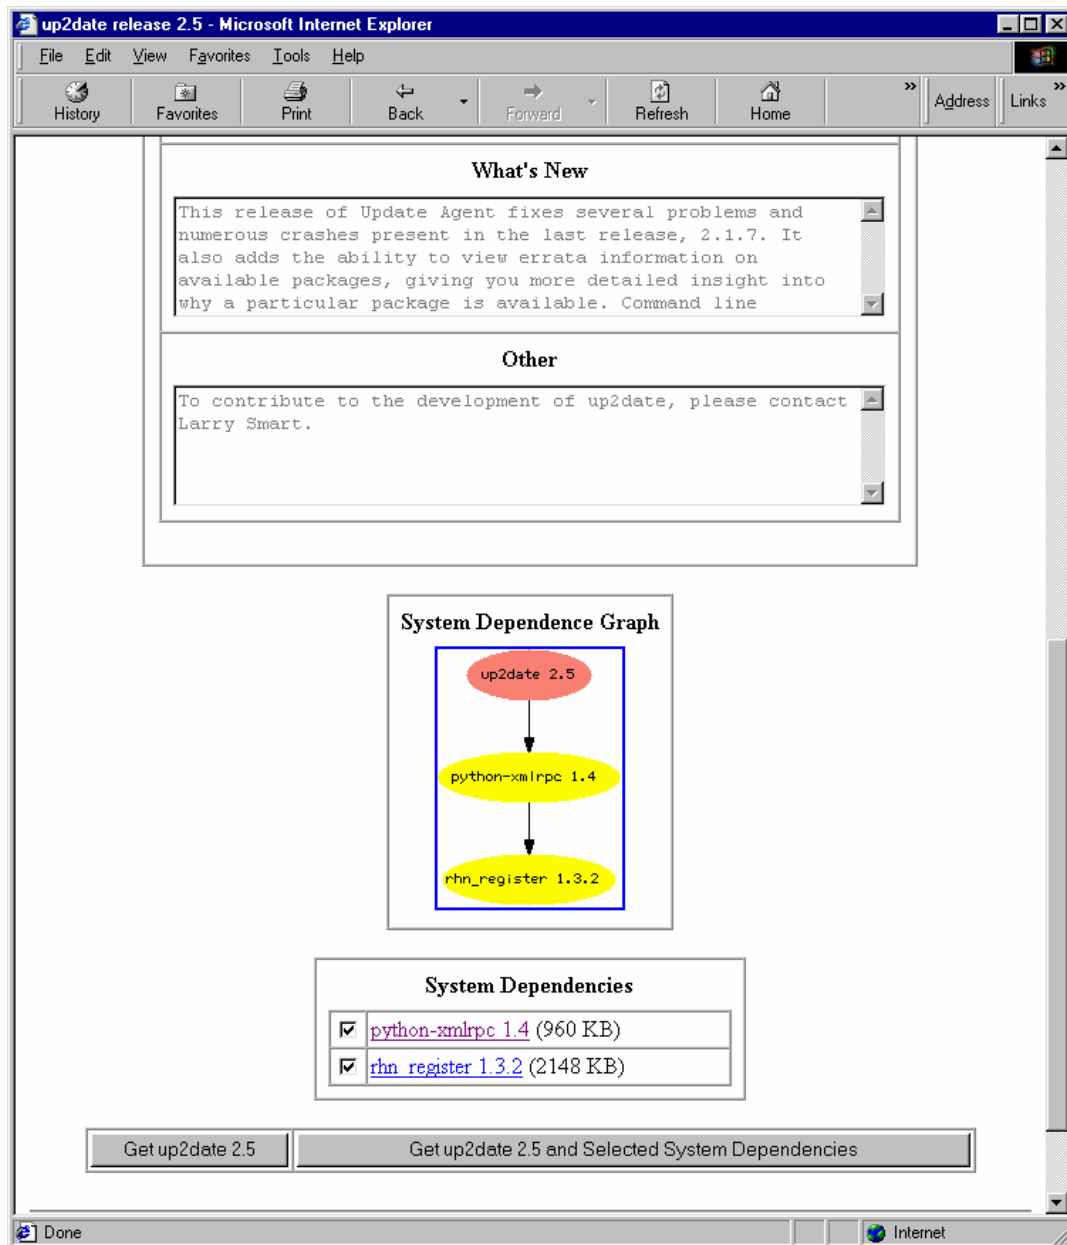 up2date release 2.5 - Microsoft Internet Explorer
File Edit View Favorites Tools Help
History Favorites Print Back Forward Refresh Home » Address Links »
What's New
This release of Update Agent fixes several problems and
numerous crashes present in the last release, 2.1.7. It
also adds the ability to view errata information on
available packages, giving you more detailed insight into
why a particular package is available. Command line
Other
To contribute to the development of up2date, please contact
Larry Smart.
System Dependence Graph
up2date 2.5
python-xmlrpc 1.4
rhn_register 1.3.2
System Dependencies
python-xmlrpc 1.4 (960 KB)
rhn_register 1.3.2 (2148 KB)
Get up2date 2.5 Get up2date 2.5 and Selected System Dependencies
Done Internet